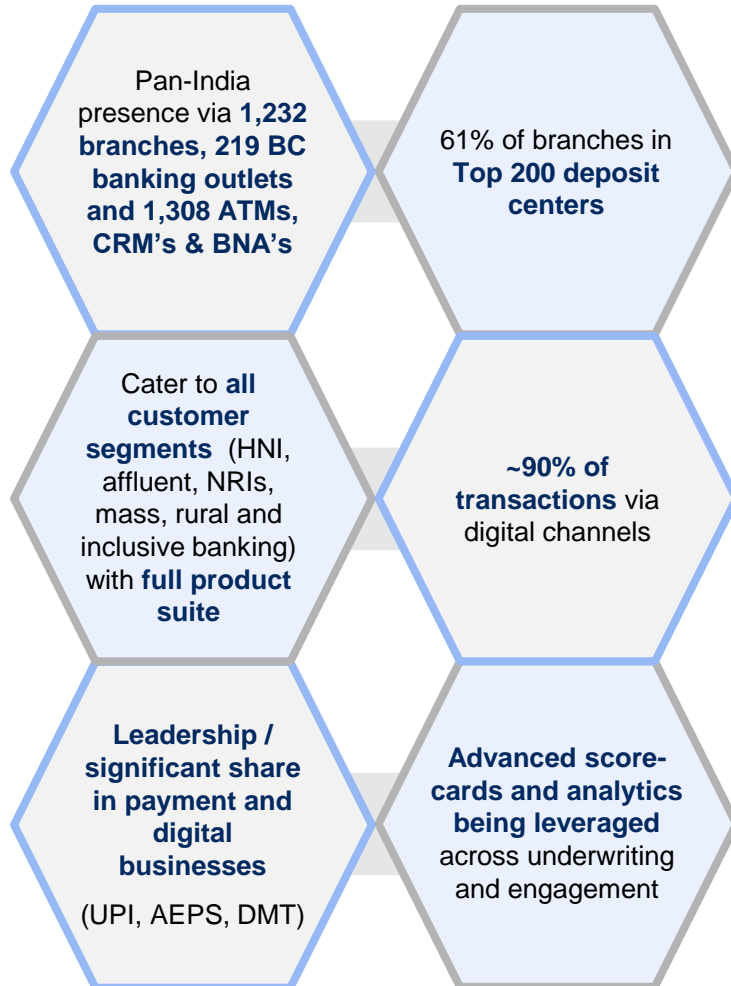 Pan-India
presence via 1,232
branches, 219 BC
banking outlets
and 1,308 ATMs,
CRM’s & BNA’s
61% of branches in
Top 200 deposit
centers
Cater to all
customer
segments (HNI,
affluent, NRIs,
mass, rural and
inclusive banking)
with full product
suite
~90% of
transactions via
digital channels
Leadership /
significant share
in payment and
digital
businesses
(UPI, AEPS, DMT)
Advanced score-
cards and analytics
being leveraged
across underwriting
and engagement